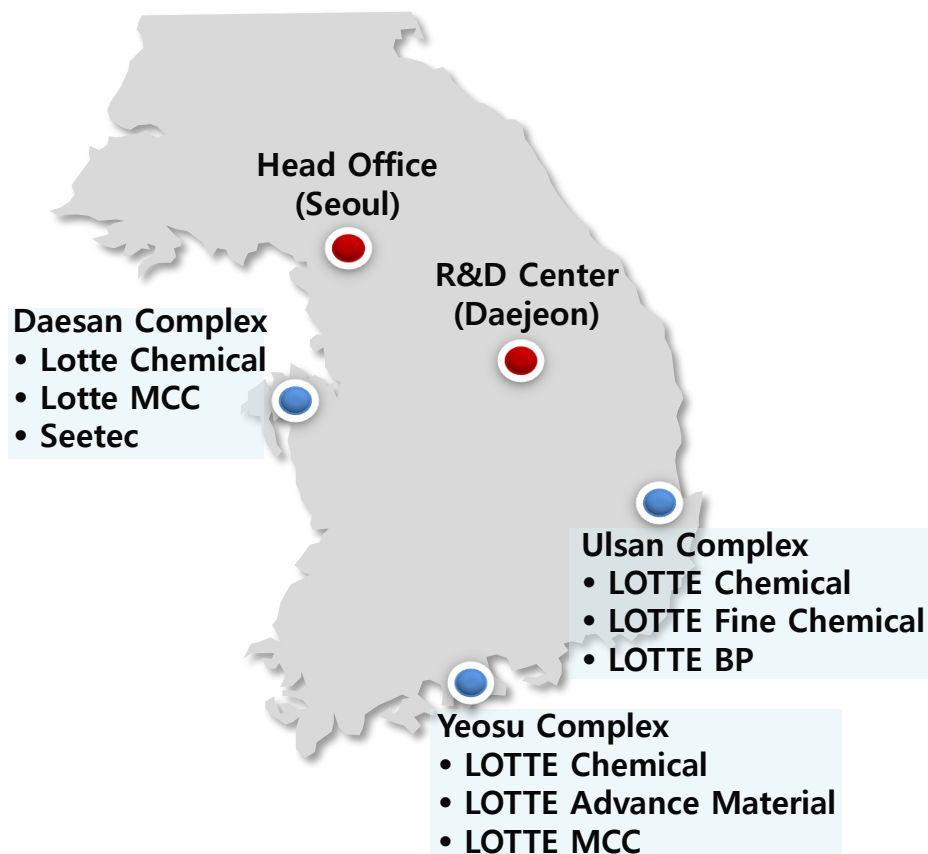 Head Office
(Seoul)
R&D Center
(Daejeon)
Daesan Complex
• Lotte Chemical
• Lotte MCC
• Seetec
Ulsan Complex
• LOTTE Chemical
• LOTTE Fine Chemical
• LOTTE BP
Yeosu Complex
• LOTTE Chemical
• LOTTE Advance Material
• LOTTE MCC